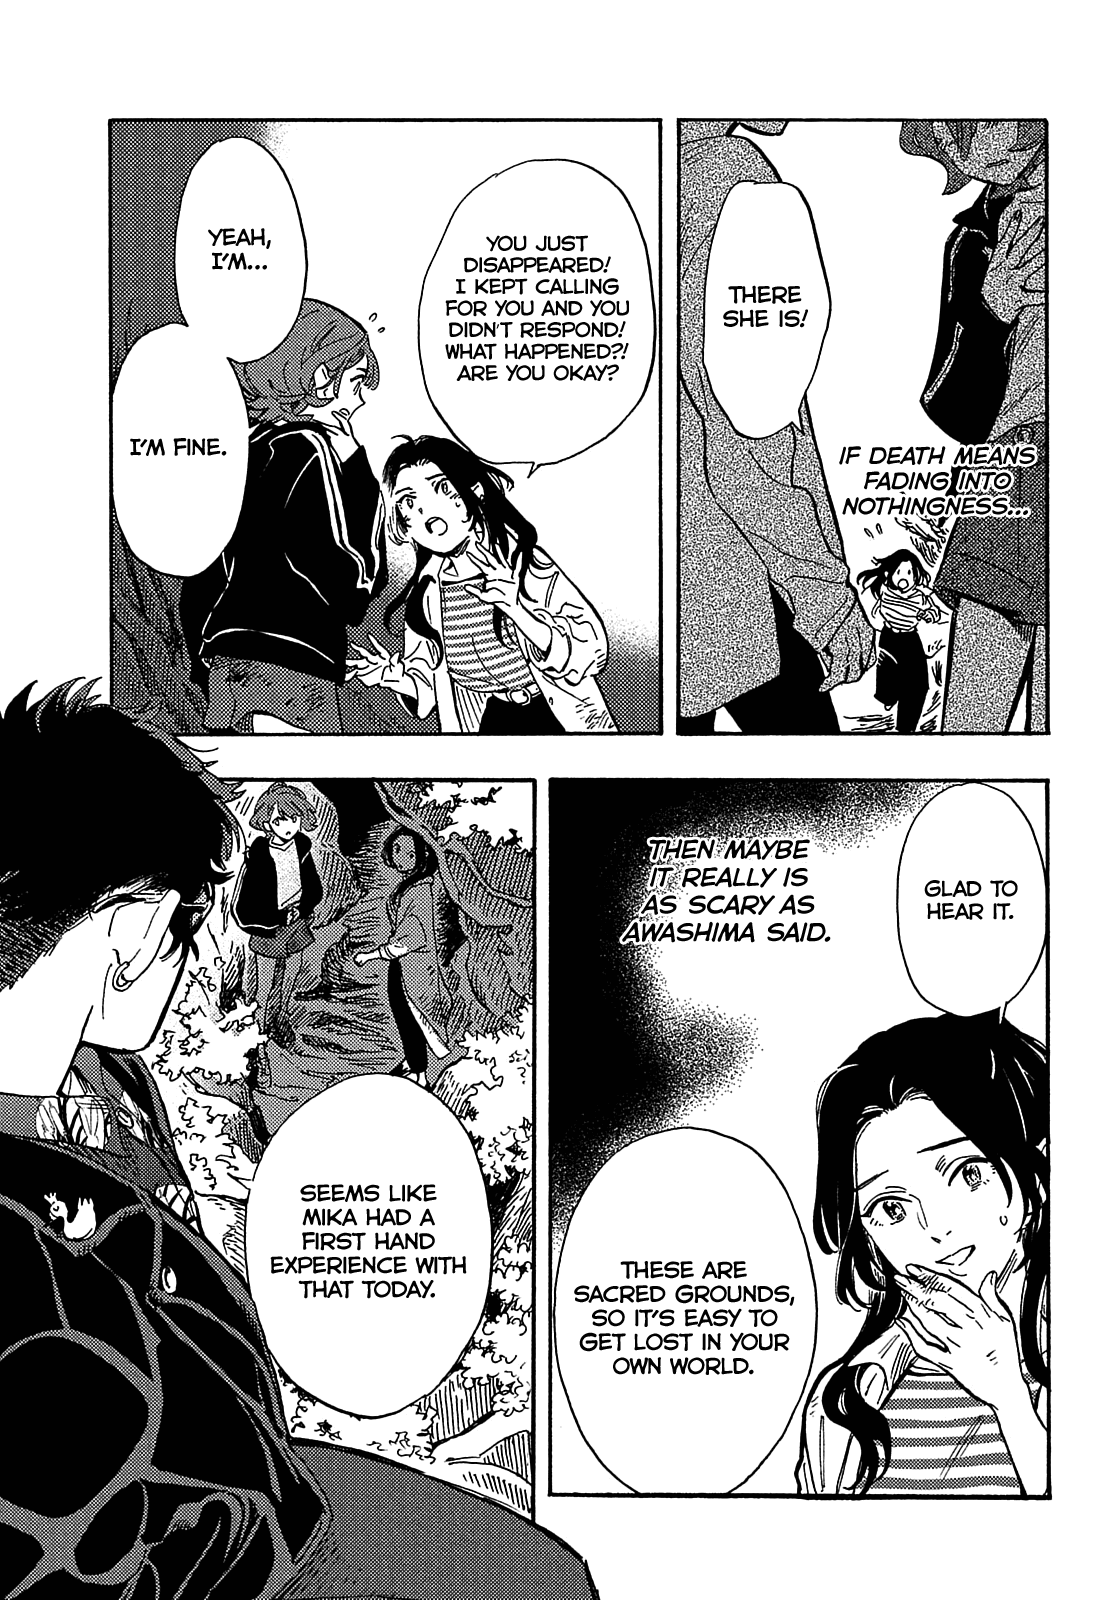 THERE
SHE IS!
IF DEATH MEANS
FADING INTO
NOTHINGNESS...
YOU JUST
DISAPPEARED!
I KEPT CALLING
FOR YOU AND YOU
DIDN'T RESPOND!
WHAT HAPPENED?!
ARE YOU OKAY?
YEAH,
I'M...
I'M FINE.
GLAD TO
HEAR IT.
THEN MAYBE
IT REALLY IS
AS SCARY AS
AWASHIMA SAID.
THESE ARE
SACRED GROUNDS,
SO IT'S EASY TO
GET LOST IN YOUR
OWN WORLD.
SEEMS LIKE
MIKA HAD A
FIRST HAND
EXPERIENCE WITH
THAT TODAY.